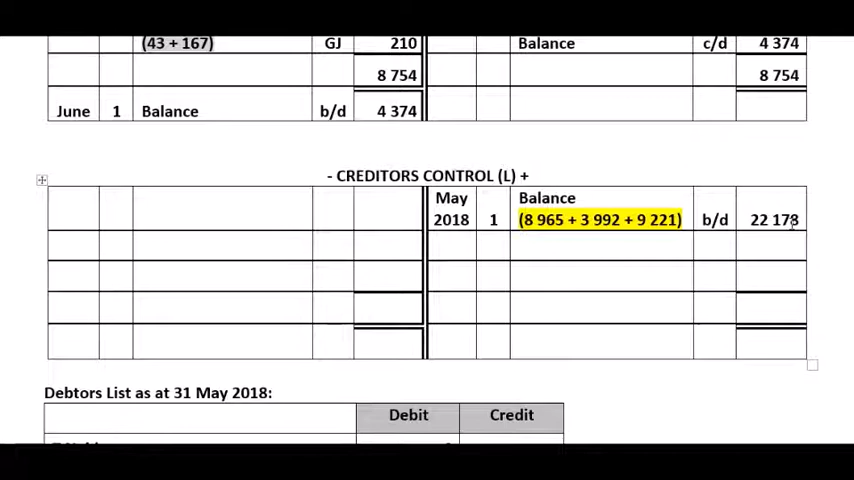 (43 + 167) GJ 210 Balance c/d 4 374
8 754 8 754
June 1 Balance b/d 4 374
- CREDITORS CONTROL (L) +
May Balance
2018 1 (8 965 + 3 992 + 9 221) b/d 22 178
Debtors List as at 31 May 2018:
Debit Credit